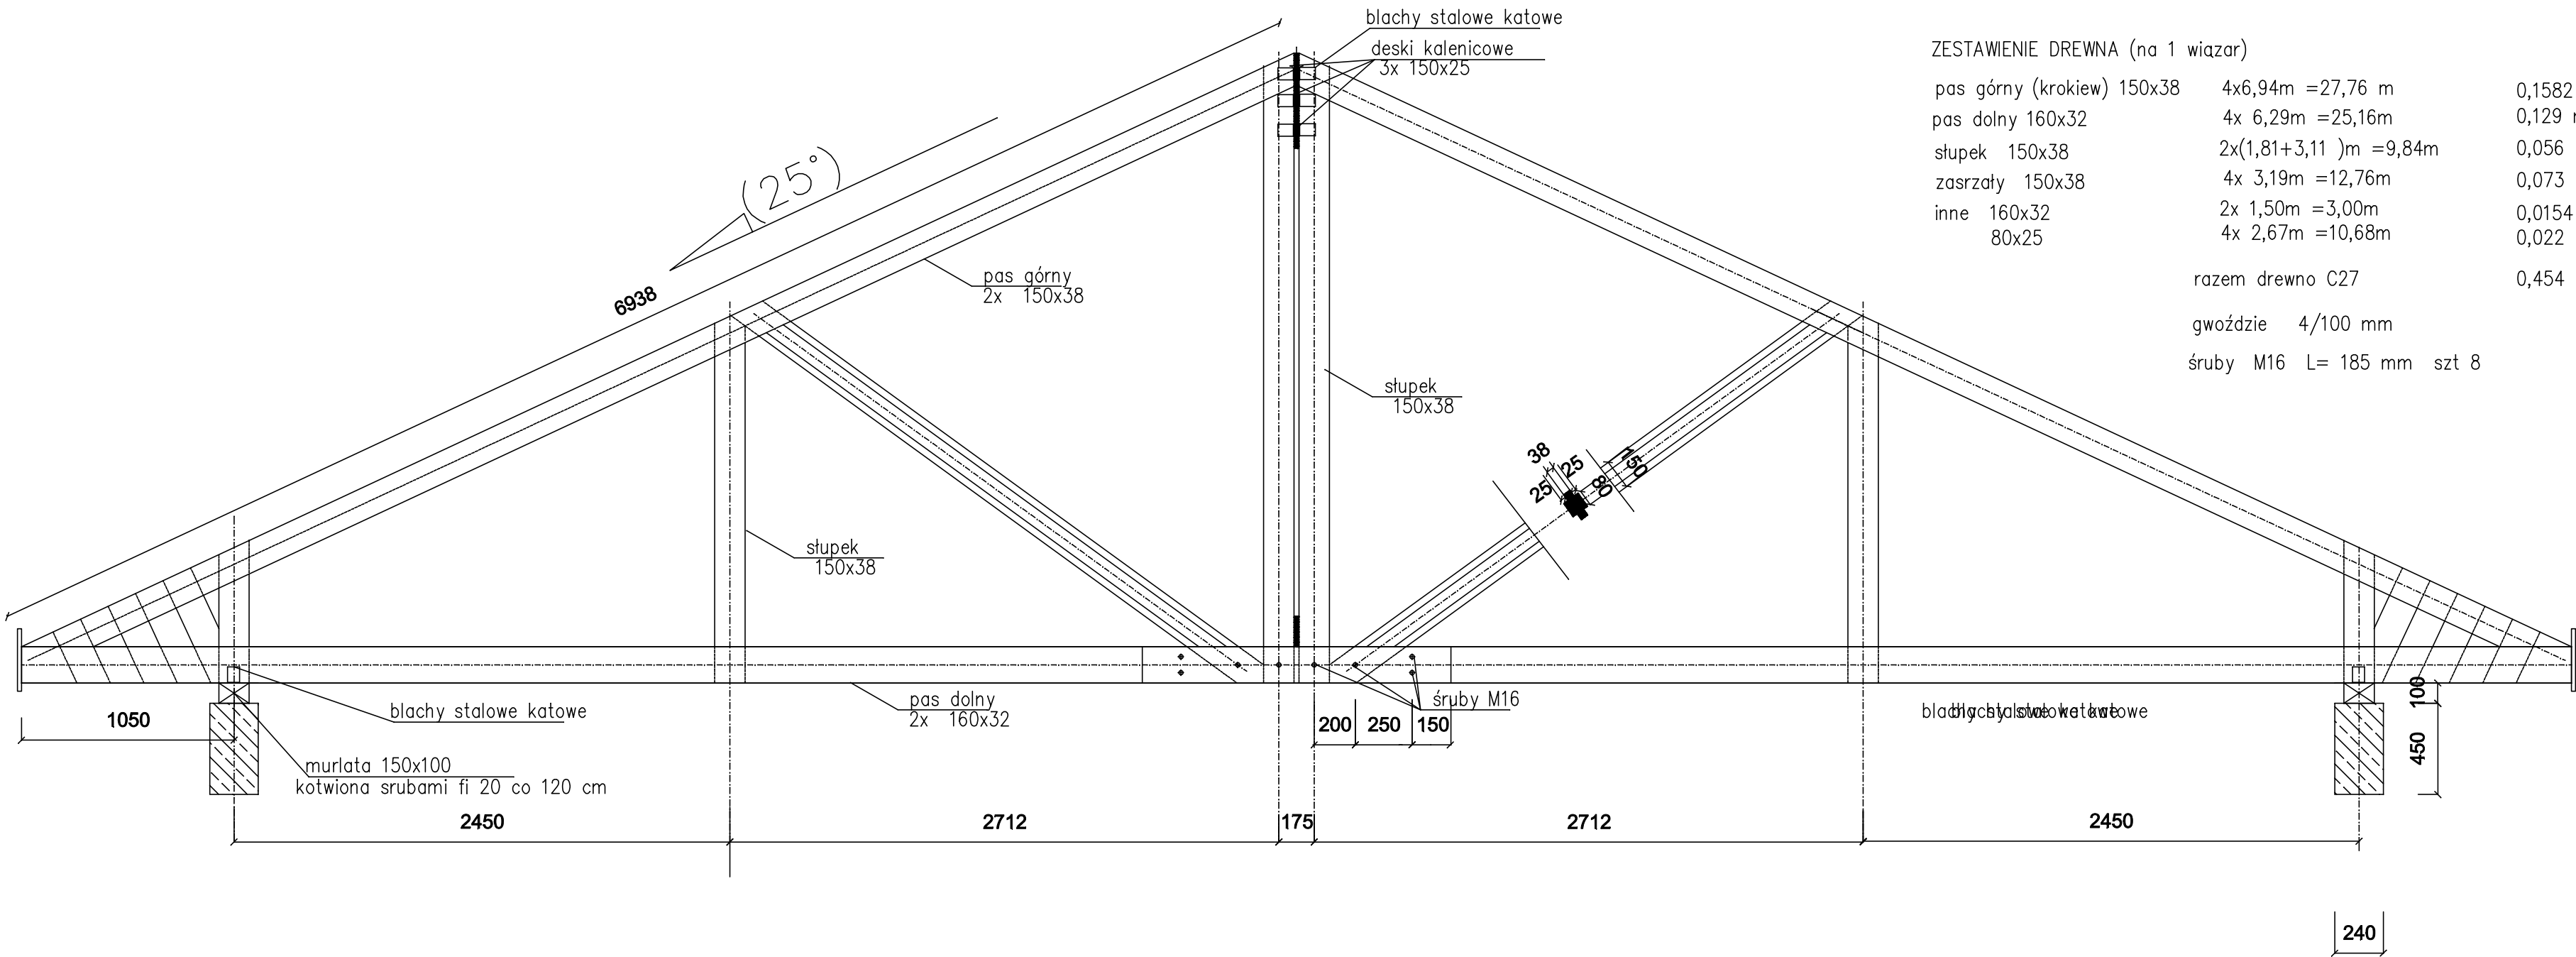 blachy stalowe katowe
deski kalenicowe
3x 150x25
(25°)
6938
pas górny
2x 150x38
słupek
150x38
słupek
150x38
38
25
25
80
150
pas dolny
2x 160x32
śruby M16
blachy stalowe katowe
blachy stalowe katowe
blachy stalowe katowe
murlata 150x100
kotwiona srubami fi 20 co 120 cm
1050
200 250 150
100
450
2450 2712 175 2712 2450
240
ZESTAWIENIE DREWNA (na 1 wiązar)
pas górny (krokiew) 150x38 4x6,94m =27,76 m 0,1582
pas dolny 160x32 4x 6,29m =25,16m 0,129
słupek 150x38 2x(1,81+3,11 )m =9,84m 0,056
zasrzały 150x38 4x 3,19m =12,76m 0,073
inne 160x32 2x 1,50m =3,00m 0,0154
80x25 4x 2,67m =10,68m 0,022
razem drewno C27 0,454
gwoździe 4/100 mm
śruby M16 L= 185 mm szt 8